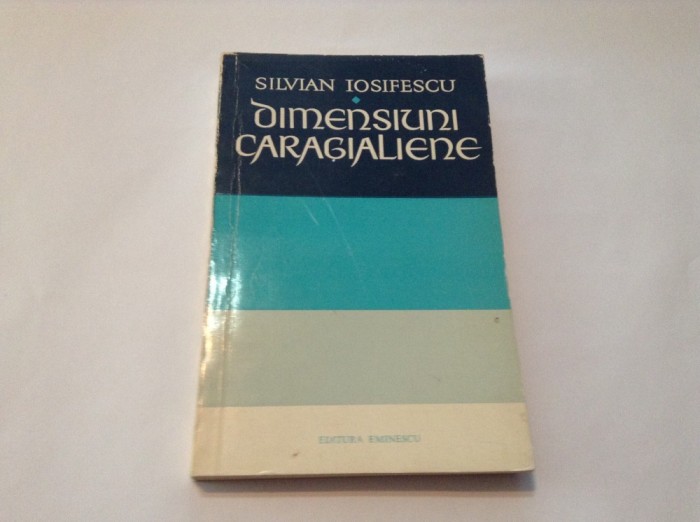 SILVIAN IOSIFESCU
DIMENSIUNI
CARAGIALIENE
EDITURA EMINESCU